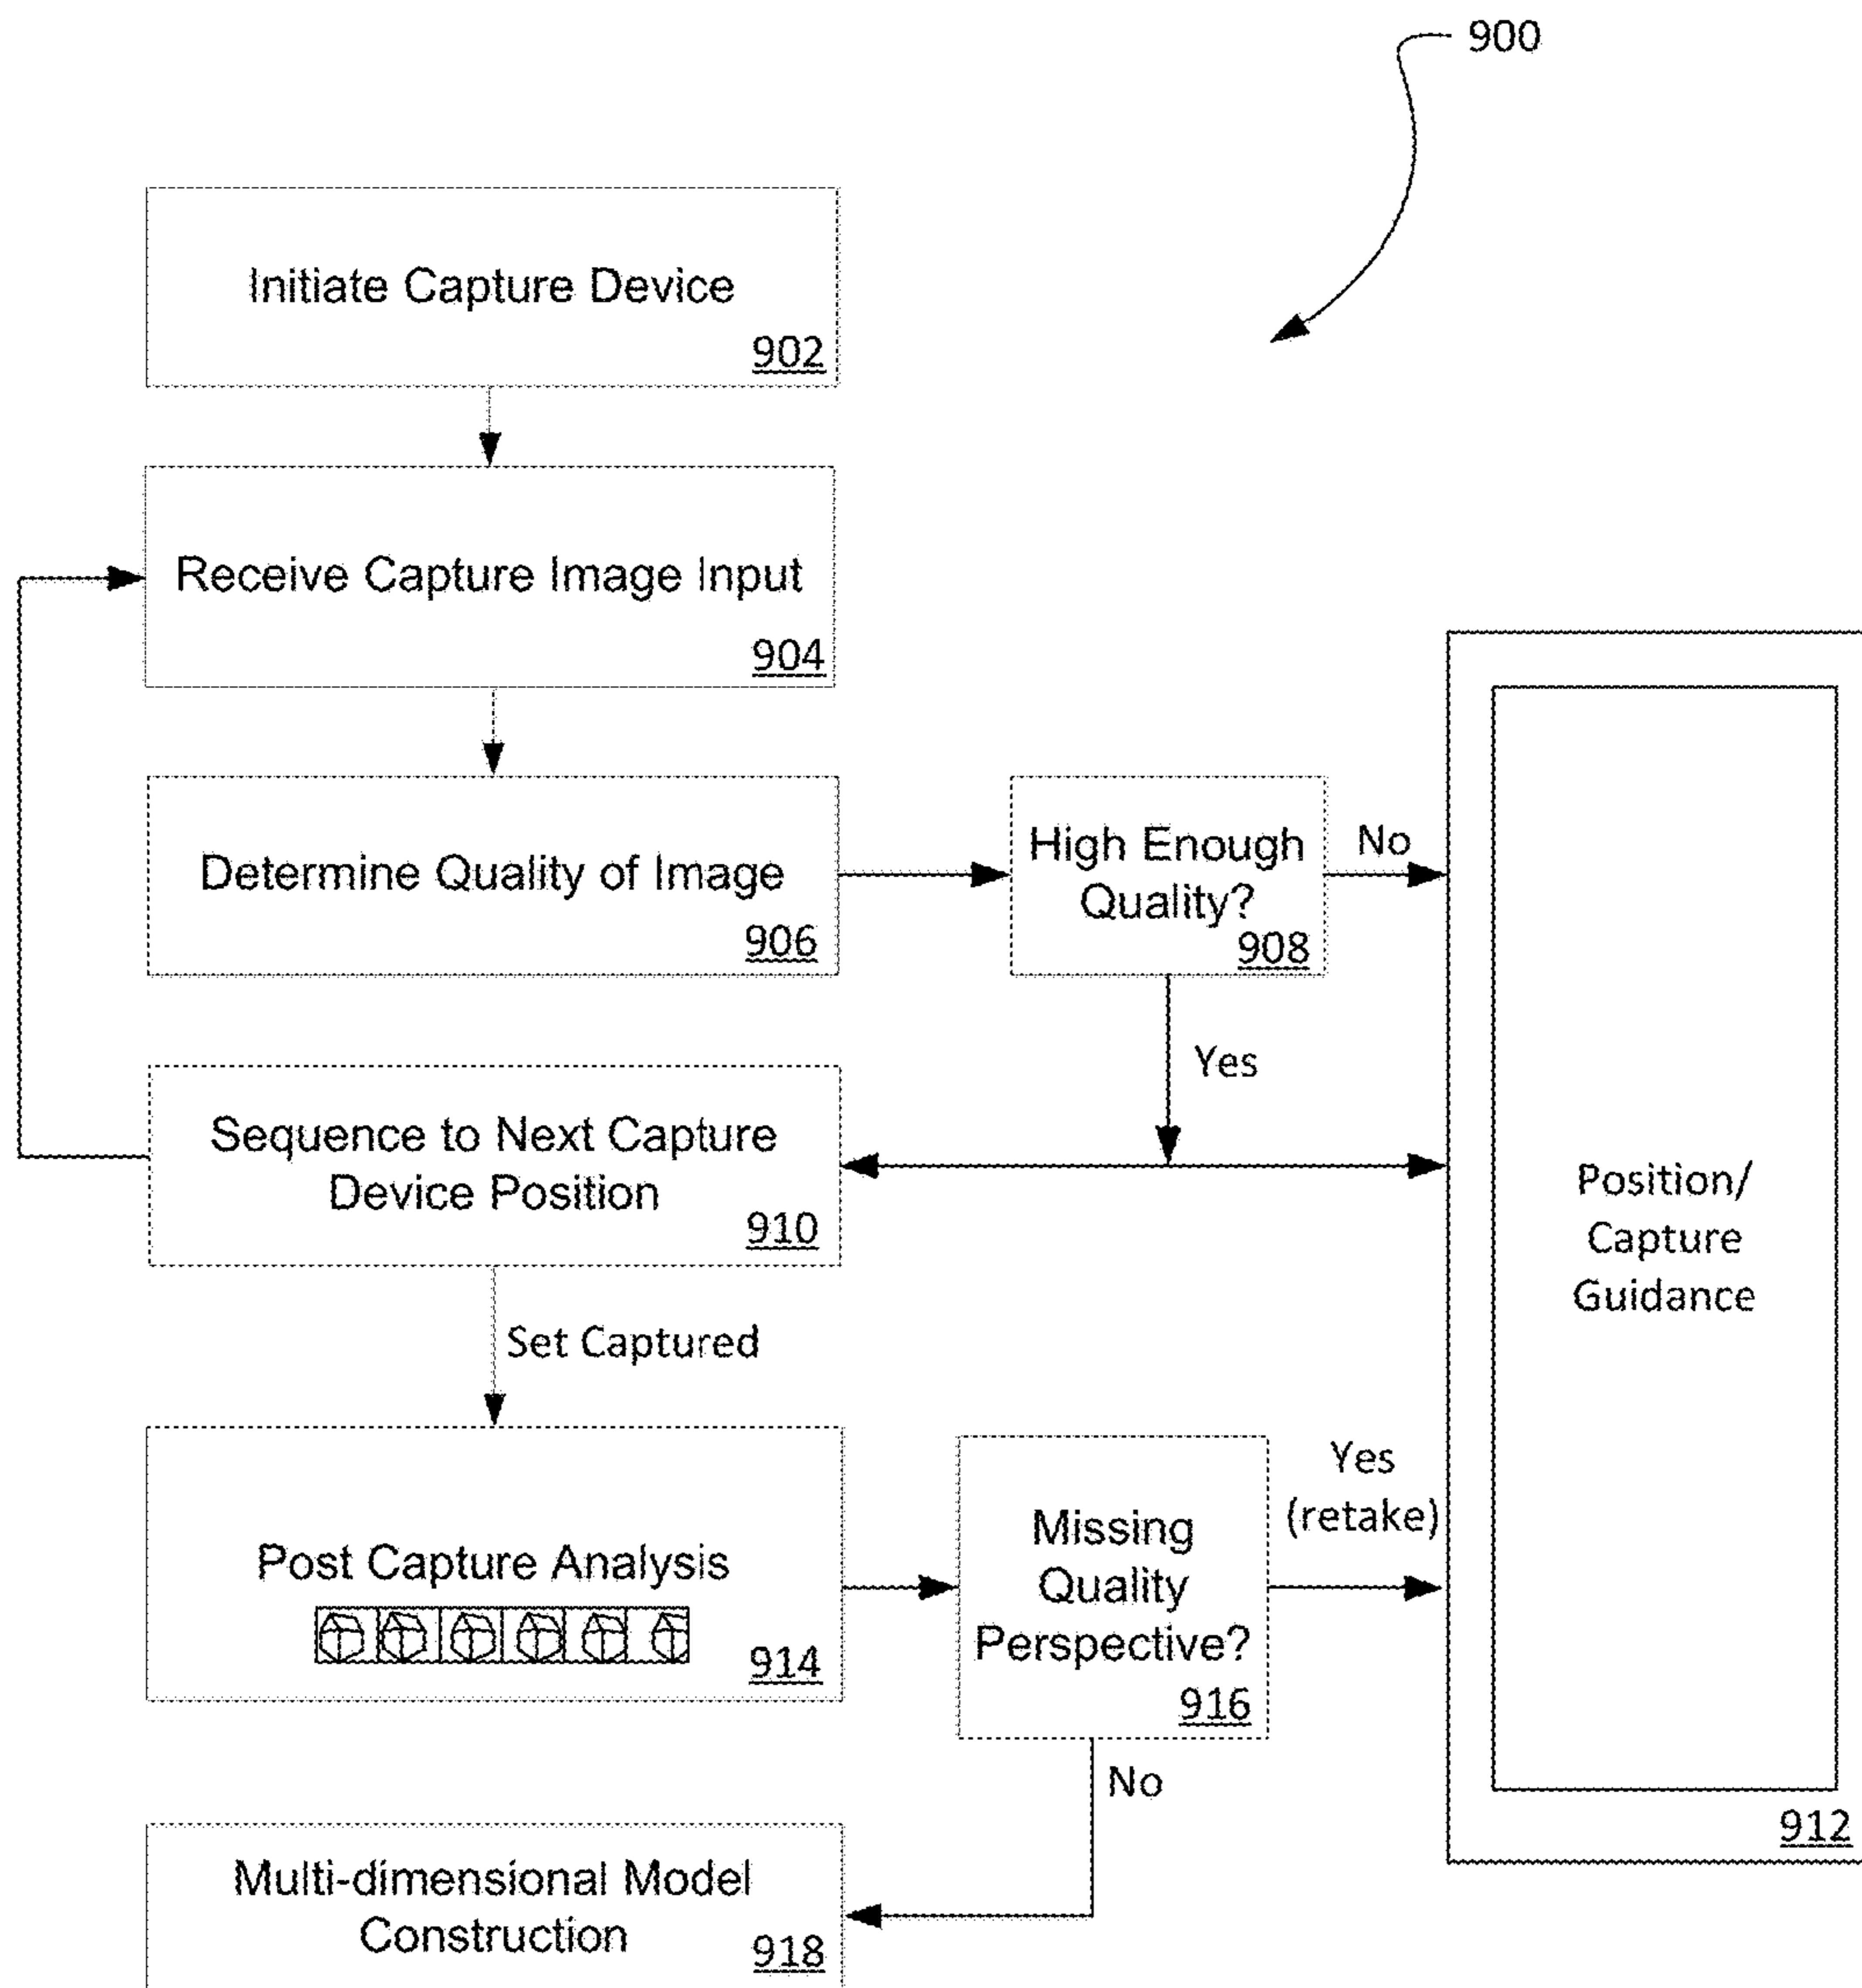 900
Initiate Capture Device
902
Receive Capture Image Input
904
Determine Quality of Image
906
High Enough
Quality?
908
No
Yes
Sequence to Next Capture
Device Position
910
Position/
Capture
Guidance
912
Set Captured
Post Capture Analysis
914
Missing
Quality
Perspective?
916
Yes
(retake)
No
Multi-dimensional Model
Construction
918